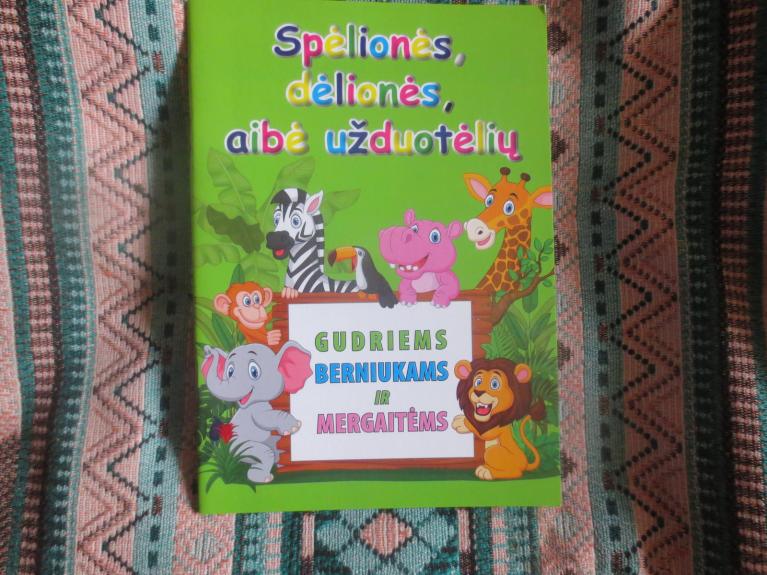 Spėlionės,
dėlionės,
aibė užduotėlių
GUDRIEMS
BERNIUKAMS
IR
MERGAITĖMS